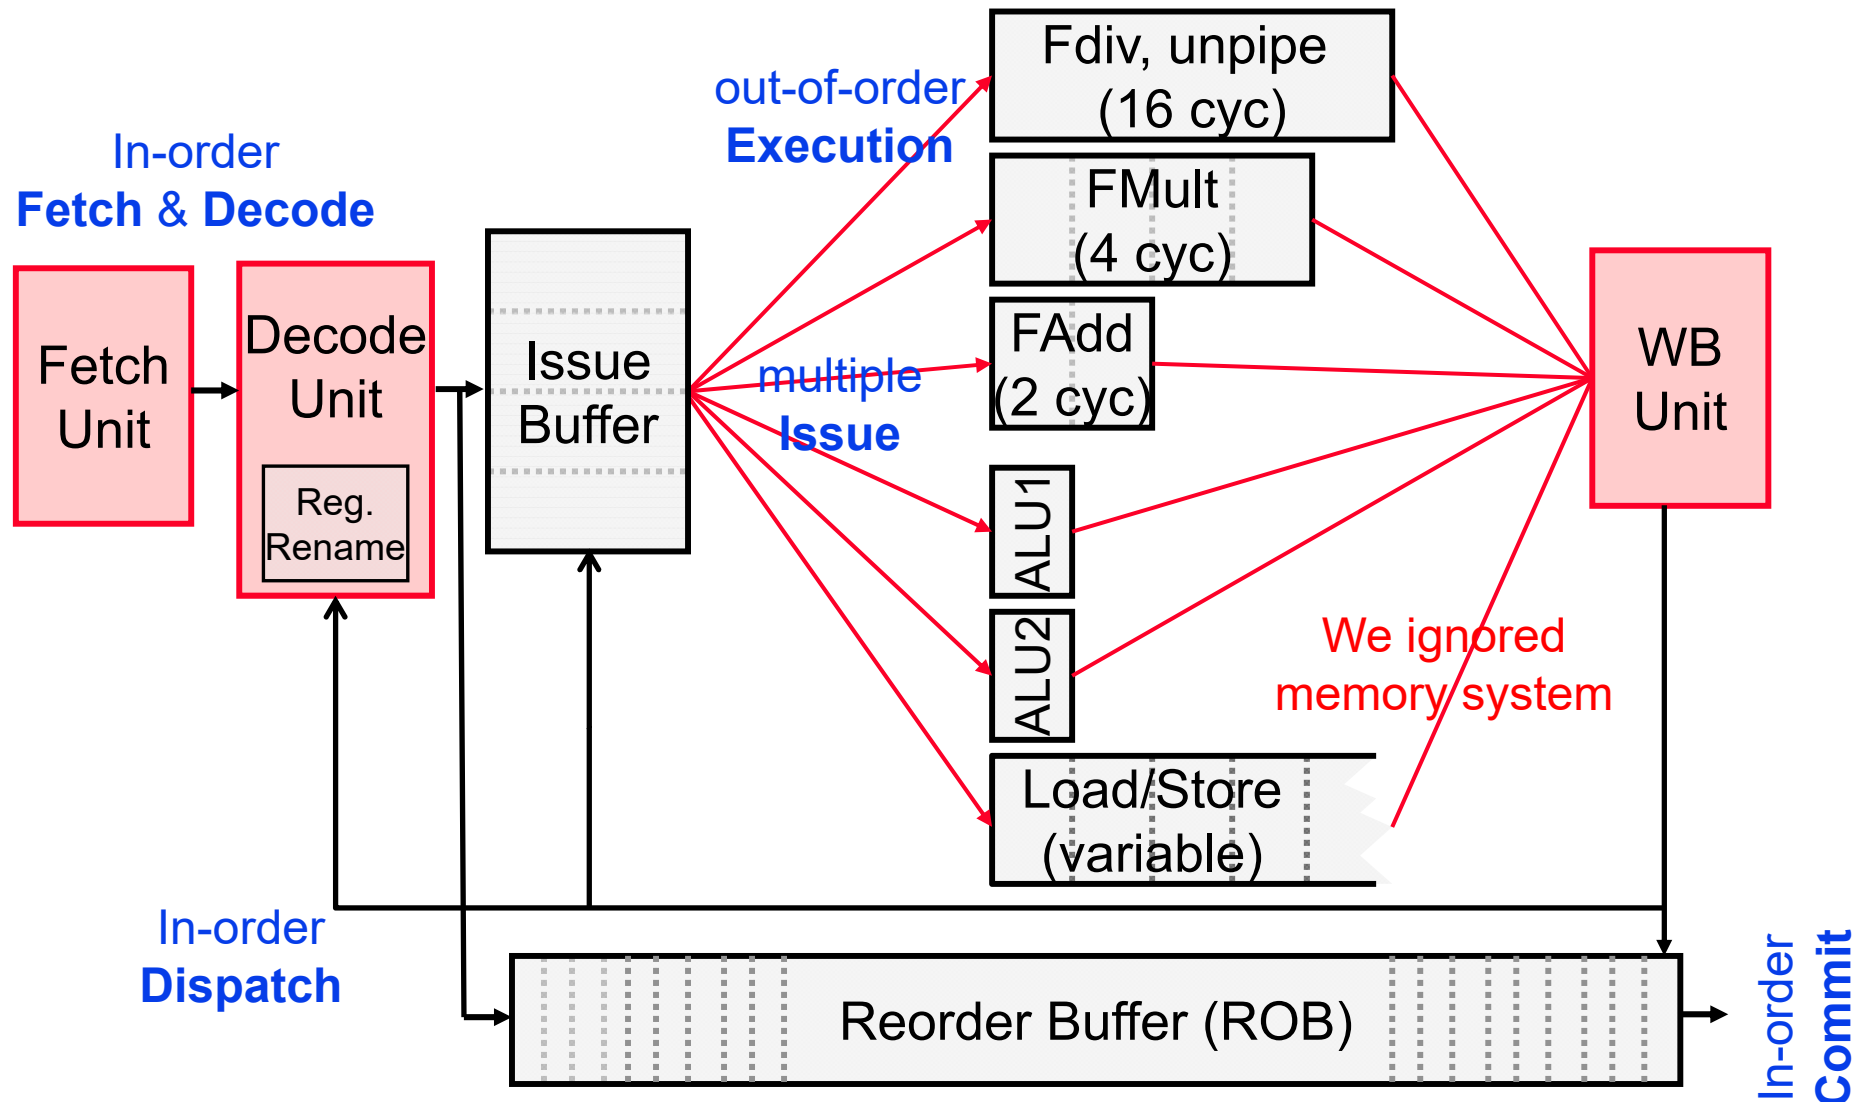 In-order
Fetch & Decode
Fetch
Unit
Decode
Unit
Reg.
Rename
Issue
Buffer
out-of-order
Execution
multiple
Issue
Fdiv, unpipe
(16 cyc)
FMult
(4 cyc)
FAdd
(2 cyc)
ALU1
ALU2
Load/Store
(variable)
We ignored
memory system
WB
Unit
In-order
Dispatch
Reorder Buffer (ROB)
In-order
Commit